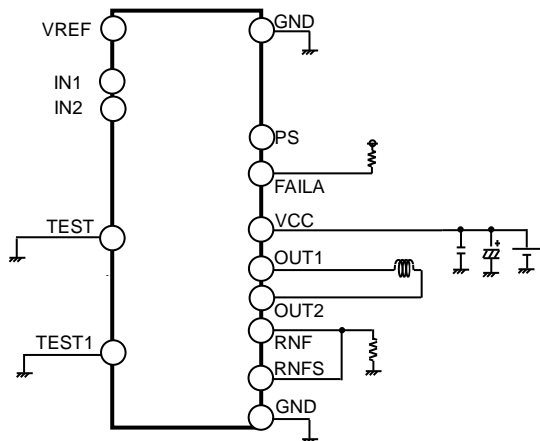 VREF
GND
IN1
IN2
PS
FAILA
VCC
TEST
OUT1
OUT2
RNF
TEST1
RNFS
GND
+